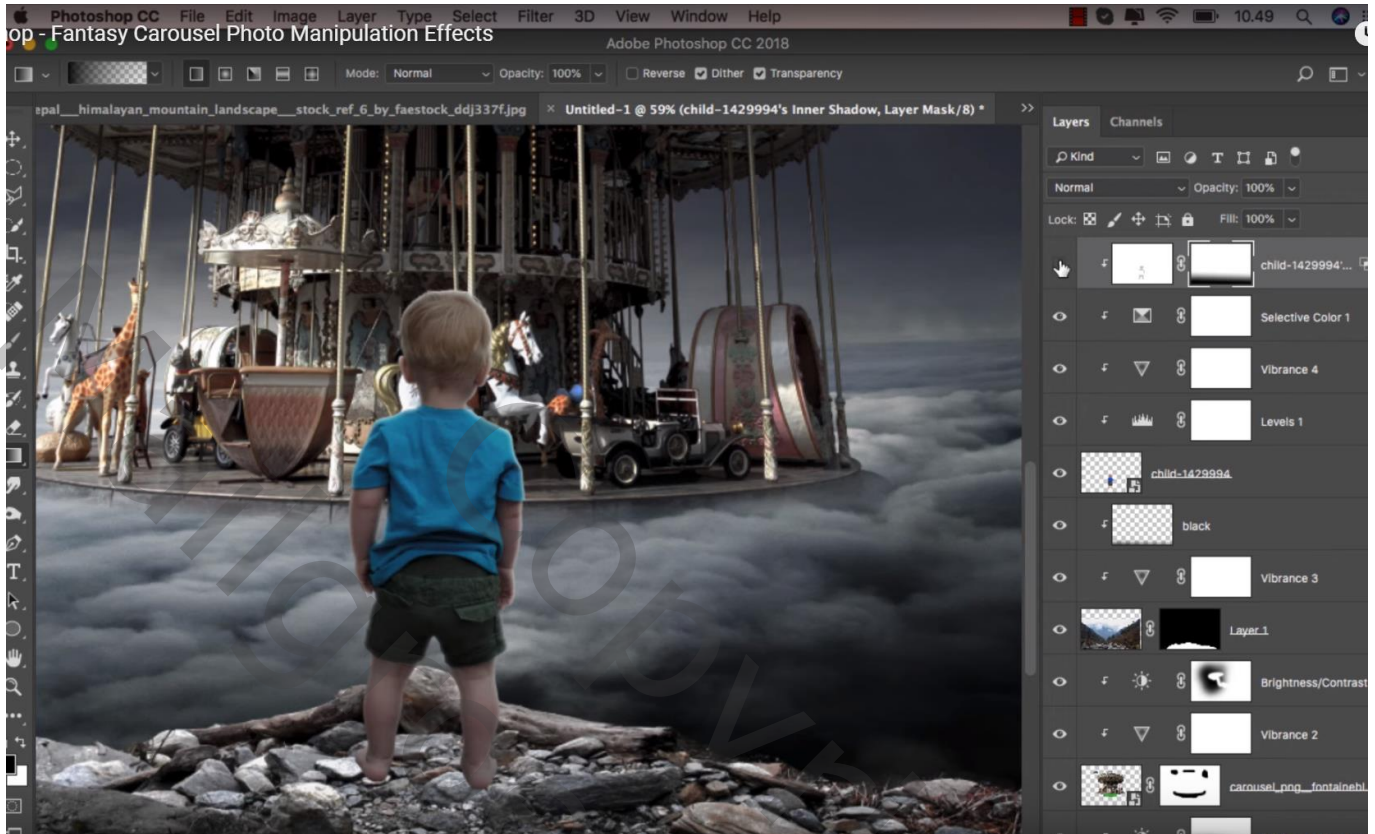 Photoshop CC File Edit Image Layer Type Select Filter 3D View Window Help 10.49
op - Fantasy Carousel Photo Manipulation Effects
Adobe Photoshop CC 2018
Mode: Normal Opacity: 100% Reverse Dither Transparency
epal__himalayan_mountain_landscape__stock_ref_6_by_faestock_ddj337f.jpg × Untitled-1 @ 59% (child-1429994's Inner Shadow, Layer Mask/8) * >>
Layers Channels
Kind
Normal Opacity: 100%
Lock: Fill: 100%
child-1429994'...
Selective Color 1
Vibrance 4
Levels 1
child-1429994
black
Vibrance 3
Layer 1
Brightness/Contrast
Vibrance 2
carousel_png__fontainebl